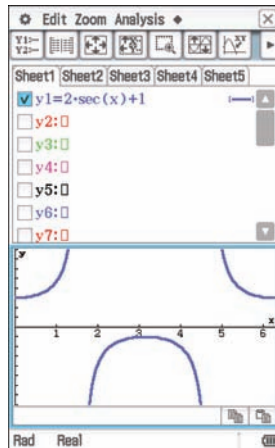 Edit Zoom Analysis
Sheet1 Sheet2 Sheet3 Sheet4 Sheet5
y1=2·sec(x)+1
y2:
y3:
y4:
y5:
y6:
y7:
y
x
1 2 3 4 5 6
Rad Real